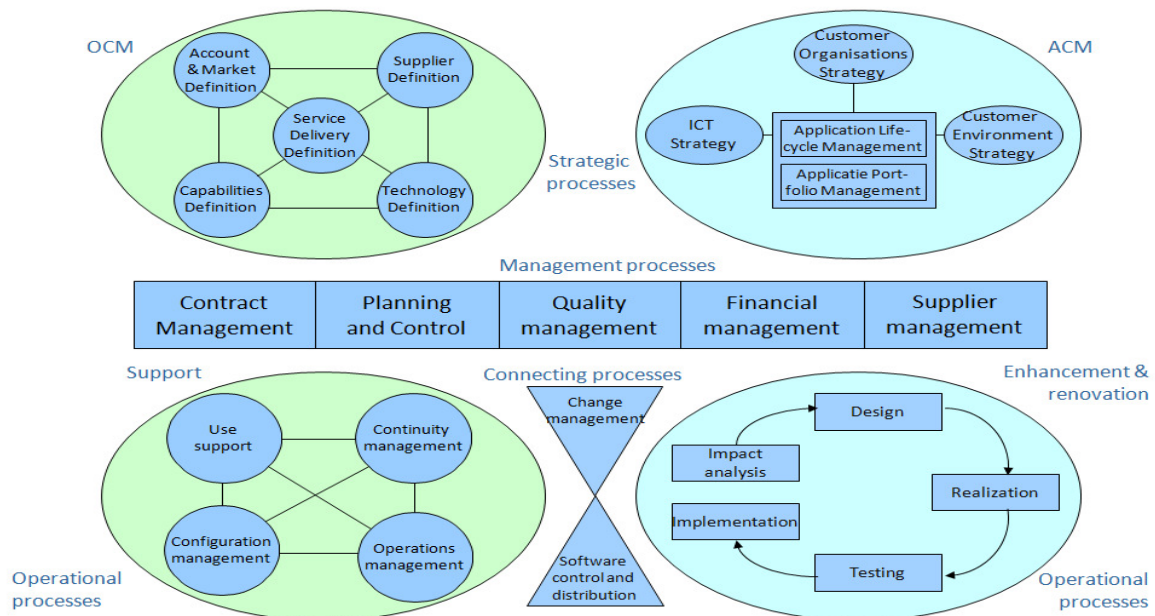 OCM
Account
& Market
Definition
Supplier
Definition
Service
Delivery
Definition
Capabilities
Definition
Technology
Definition
Strategic
processes
ACM
Customer
Organisations
Strategy
ICT
Strategy
Application Life-
cycle Management
Applicatie Port-
folio Management
Customer
Environment
Strategy
Management processes
Contract
Management
Planning
and Control
Quality
management
Financial
management
Supplier
management
Support
Use
support
Continuity
management
Configuration
management
Operations
management
Operational
processes
Connecting processes
Change
management
Software
control and
distribution
Enhancement &
renovation
Design
Impact
analysis
Realization
Implementation
Testing
Operational
processes